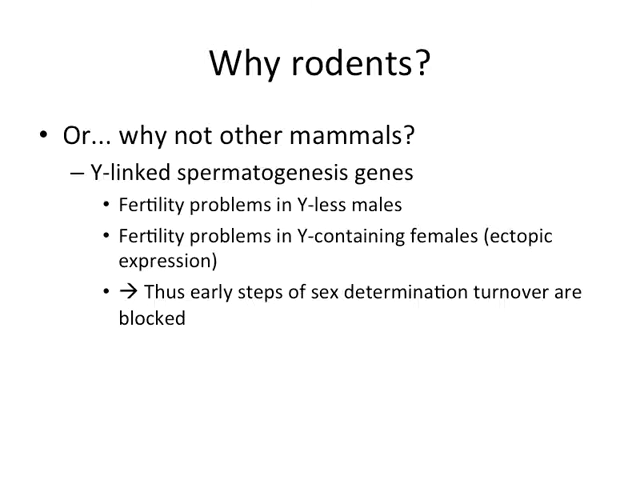 Why rodents?
• Or... why not other mammals?
– Y-linked spermatogenesis genes
• Fertility problems in Y-less males
• Fertility problems in Y-containing females (ectopic
expression)
• → Thus early steps of sex determination turnover are
blocked